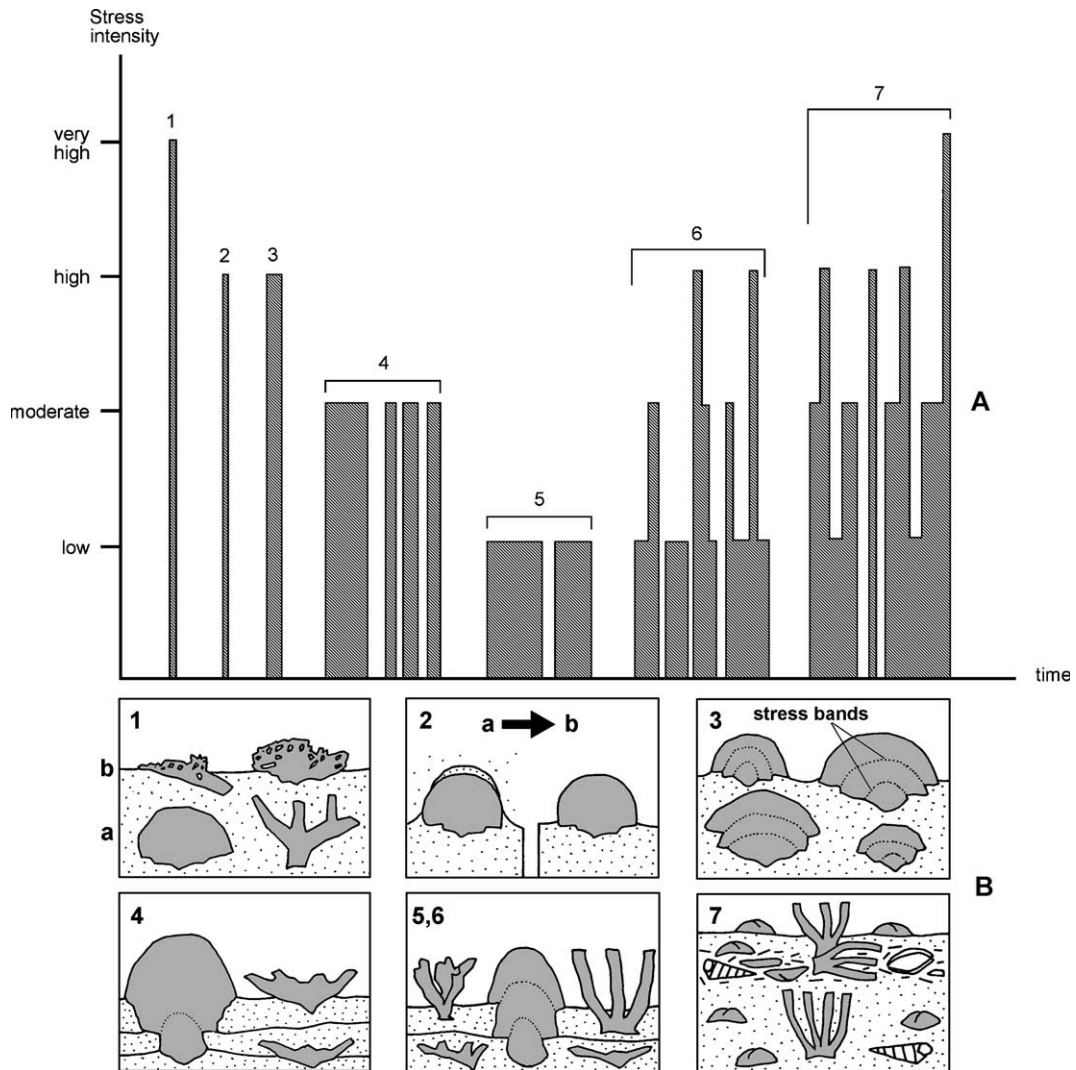 Stress
intensity
7
very
high
1
6
high
2
3
4
moderate
A
5
low
time
1
b
a
2
a b
3
stress bands
B
4
5,6
7